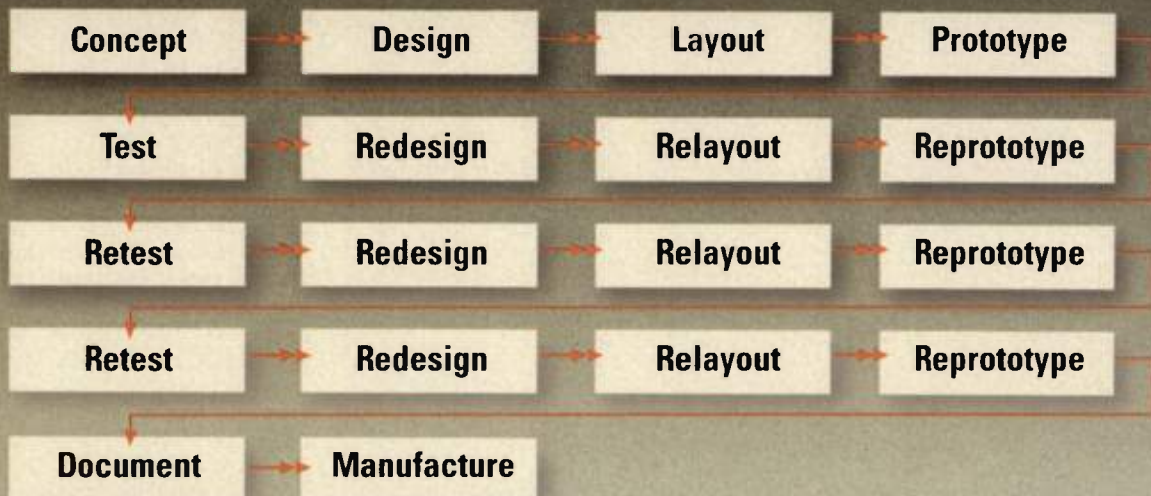 Concept Design Layout Prototype
Test Redesign Relayout Reprototype
Retest Redesign Relayout Reprototype
Retest Redesign Relayout Reprototype
Document Manufacture